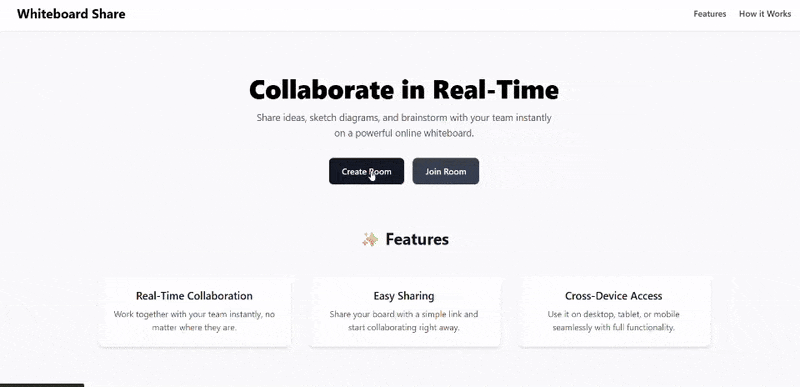 Whiteboard Share
Features
How it Works
Collaborate in Real-Time
Share ideas, sketch diagrams, and brainstorm with your team instantly
on a powerful online whiteboard.
Create Room
Join Room
✨ Features
Real-Time Collaboration
Work together with your team instantly, no
matter where they are.
Easy Sharing
Share your board with a simple link and
start collaborating right away.
Cross-Device Access
Use it on desktop, tablet, or mobile
seamlessly with full functionality.